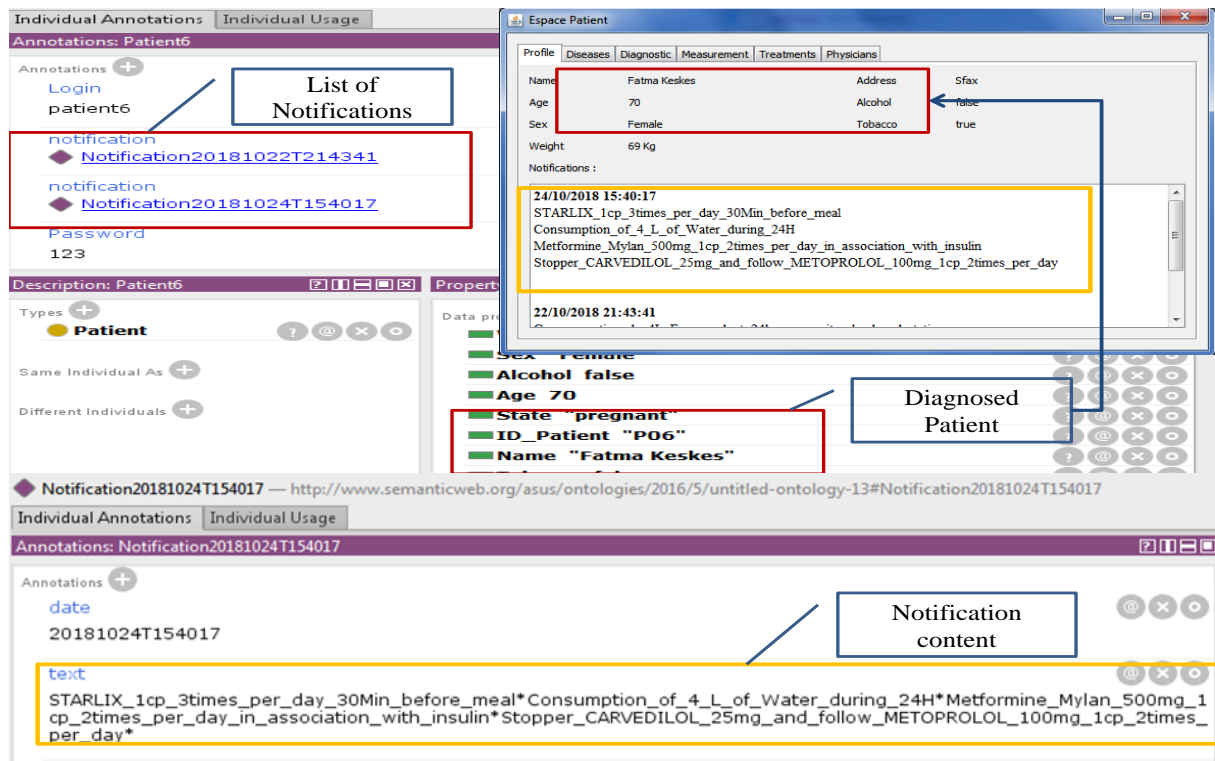 Individual Annotations Individual Usage
Annotations: Patient6
Annotations
Login
patient6
notification
Notification20181022T214341
notification
Notification20181024T154017
Password
123
List of
Notifications
Espace Patient
Profile Diseases Diagnostic Measurement Treatments Physicians
Name Fatma Keskes Address Sfax
Age 70 Alcohol false
Sex Female Tobacco true
Weight 69 Kg
Notifications :
24/10/2018 15:40:17
STARLIX_1cp_3times_per_day_30Min_before_meal
Consumption_of_4_L_of_Water_during_24H
Metformine_Mylan_500mg_1cp_2times_per_day_in_association_with_insulin
Stopper_CARVEDILOL_25mg_and_follow_METOPROLOL_100mg_1cp_2times_per_day
22/10/2018 21:43:41
Description: Patient6
Types
Patient
Same Individual As
Different Individuals
Property
Data pro
Sex "Female"
Alcohol false
Age 70
State "pregnant"
ID_Patient "P06"
Name "Fatma Keskes"
Diagnosed
Patient
Notification20181024T154017 — http://www.semanticweb.org/asus/ontologies/2016/5/untitled-ontology-13#Notification20181024T154017
Individual Annotations Individual Usage
Annotations: Notification20181024T154017
Annotations
date
20181024T154017
Notification
content
text
STARLIX_1cp_3times_per_day_30Min_before_meal*Consumption_of_4_L_of_Water_during_24H*Metformine_Mylan_500mg_1
cp_2times_per_day_in_association_with_insulin*Stopper_CARVEDILOL_25mg_and_follow_METOPROLOL_100mg_1cp_2times_
per_day*